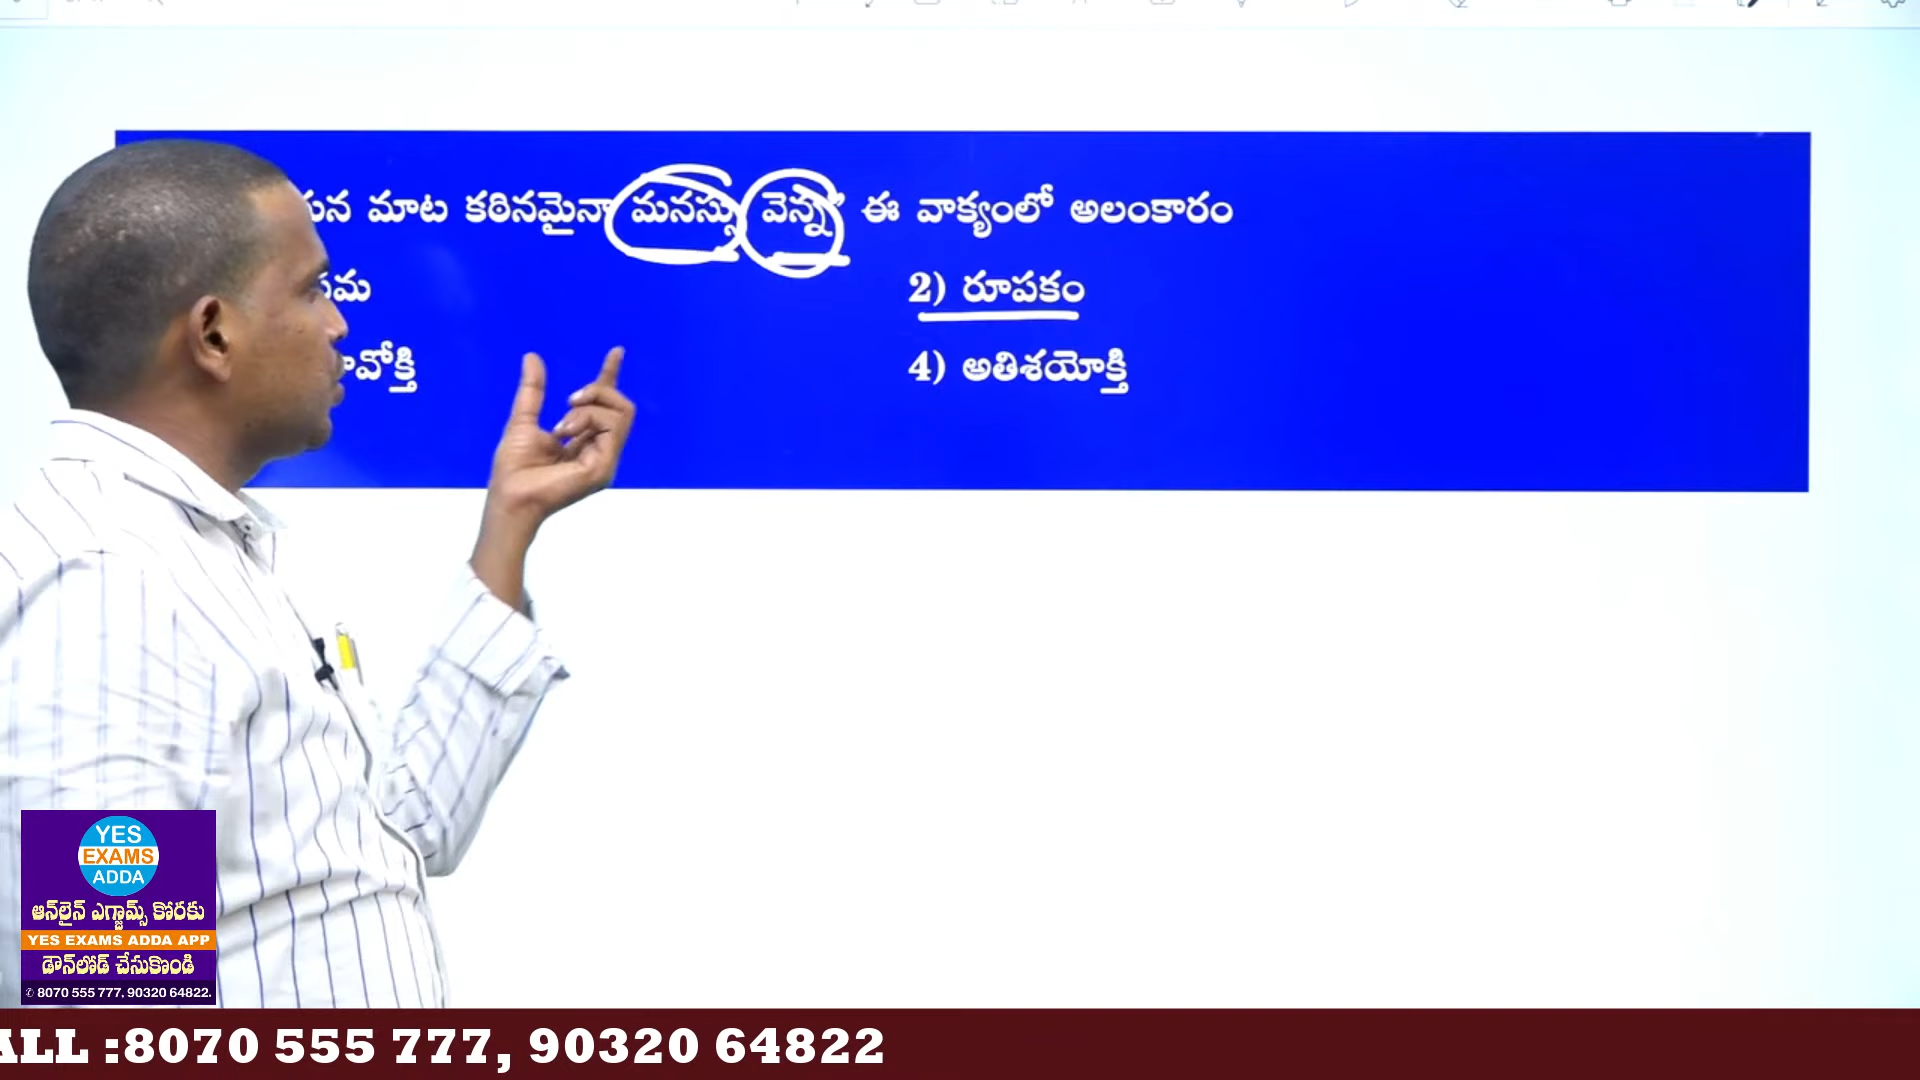 మాట కఠినమైనా మనస్సు వెన్న' ఈ వాక్యంలో అలంకారం
2) రూపకం
4) అతిశయోక్తి
YES
EXAMS
ADDA
ఆన్‌లైన్ ఎగ్జామ్స్ కోరకు
YES EXAMS ADDA APP
డౌన్‌లోడ్ చేసుకొండి
✆ 8070 555 777, 90320 64822.
:8070 555 777, 90320 64822